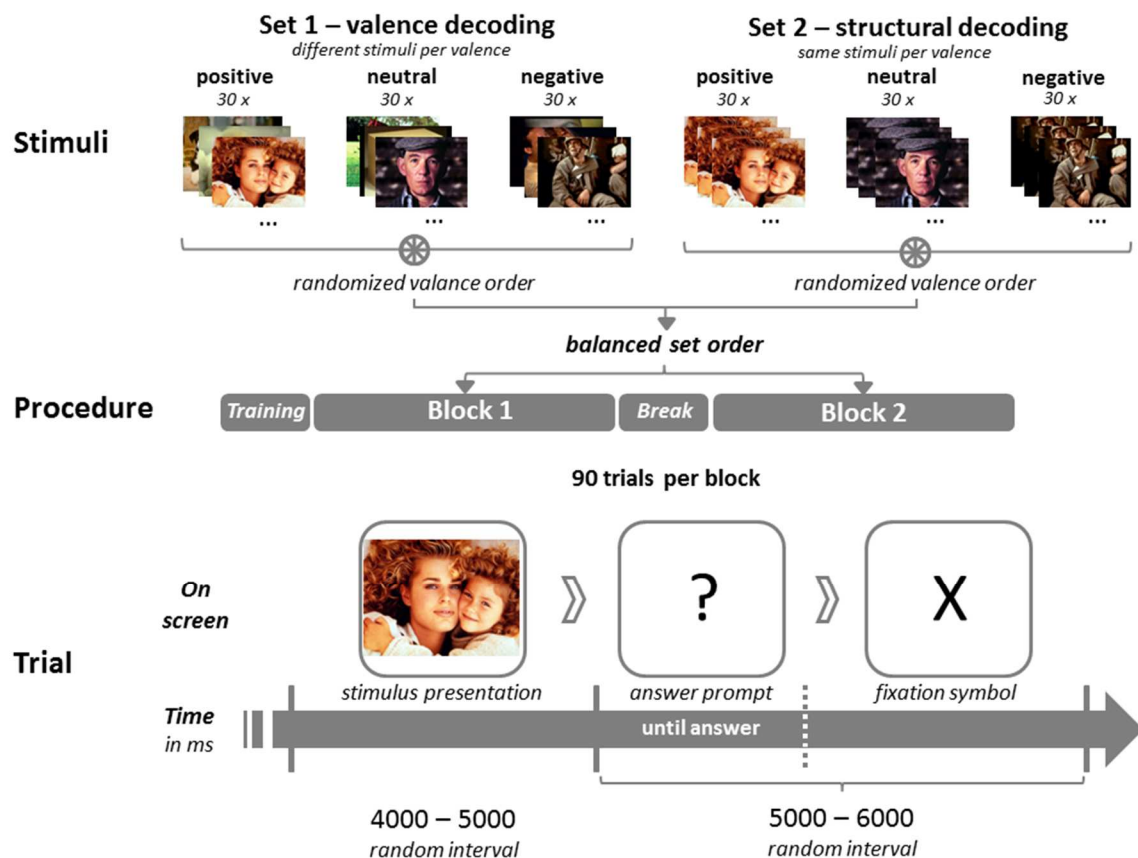 Set 1 – valence decoding
different stimuli per valence
positive
30 x
neutral
30 x
negative
30 x
Set 2 – structural decoding
same stimuli per valence
positive
30 x
neutral
30 x
negative
30 x
Stimuli
...
...
...
...
...
...
randomized valance order
randomized valence order
balanced set order
Procedure
Training
Block 1
Break
Block 2
90 trials per block
Trial
On
screen
?
X
stimulus presentation
answer prompt
fixation symbol
Time
in ms
until answer
4000 – 5000
random interval
5000 – 6000
random interval